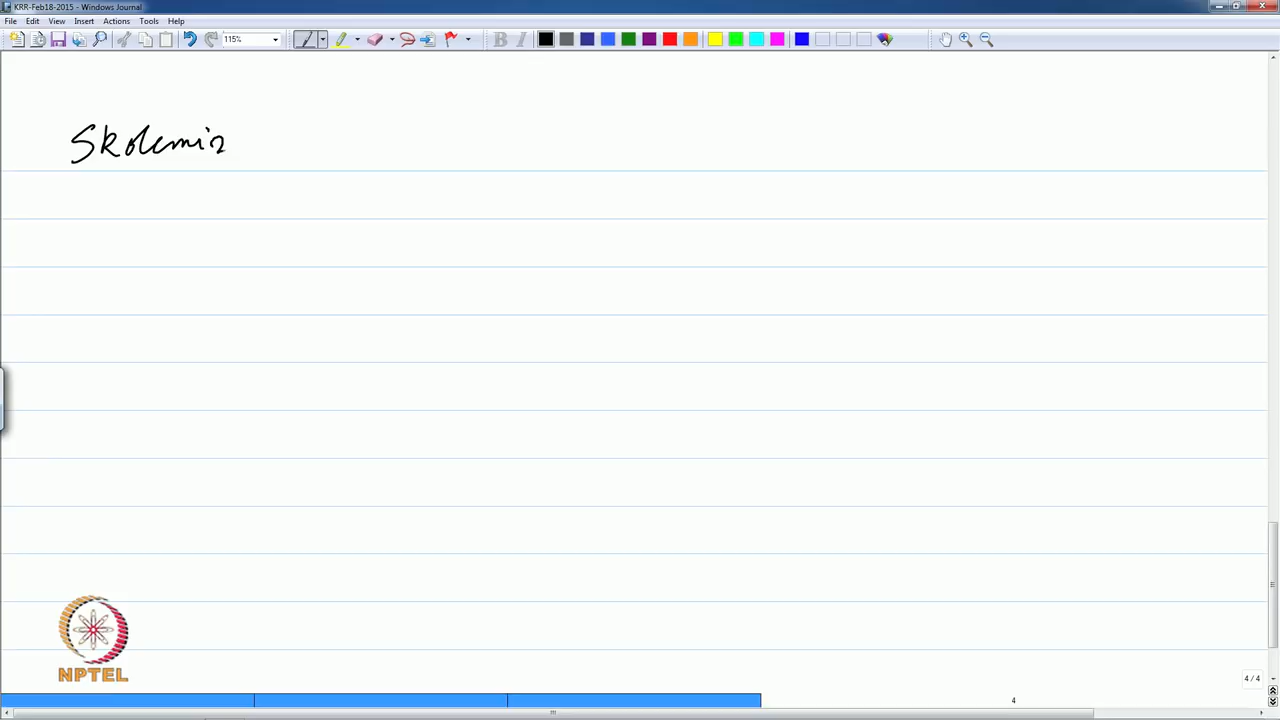 KRR-Feb18-2015 - Windows Journal
File Edit View Insert Actions Tools Help
115%
B I
Skolemiz
NPTEL
4 / 4
4